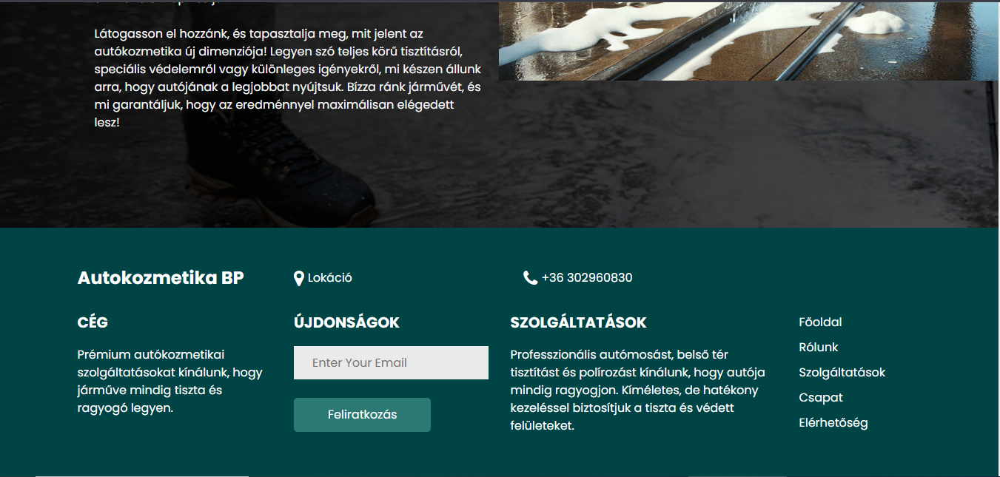 Látogasson el hozzánk, és tapasztalja meg, mit jelent az
autókozmetika új dimenziója! Legyen szó teljes körű tisztításról,
speciális védelemről vagy különleges igényekről, mi készen állunk
arra, hogy autójának a legjobbat nyújtsuk. Bízza ránk járművét, és
mi garantáljuk, hogy az eredménnyel maximálisan elégedett
lesz!
Autokozmetika BP
Lokáció
+36 302960830
CÉG
Prémium autókozmetikai
szolgáltatásokat kínálunk, hogy
járműve mindig tiszta és
ragyogó legyen.
ÚJDONSÁGOK
Enter Your Email
Feliratkozás
SZOLGÁLTATÁSOK
Professzionális autómosást, belső tér
tisztítást és polírozást kínálunk, hogy autója
mindig ragyogjon. Kíméletes, de hatékony
kezeléssel biztosítjuk a tiszta és védett
felületeket.
Főoldal
Rólunk
Szolgáltatások
Csapat
Elérhetőség